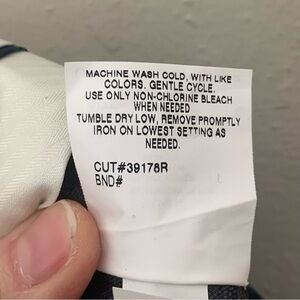 MACHINE WASH COLD, WITH LIKE
COLORS. GENTLE CYCLE.
USE ONLY NON-CHLORINE BLEACH
WHEN NEEDED
TUMBLE DRY LOW, REMOVE PROMPTLY
IRON ON LOWEST SETTING AS
NEEDED.
CUT#39178R
BND#